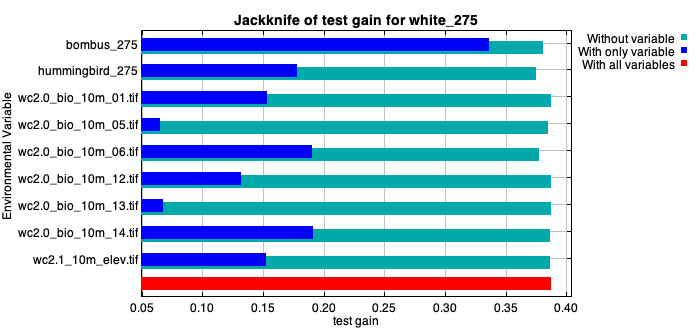 Jackknife of test gain for white_275
Without variable
With only variable
With all variables
Environmental Variable
bombus_275
hummingbird_275
wc2.0_bio_10m_01.tif
wc2.0_bio_10m_05.tif
wc2.0_bio_10m_06.tif
wc2.0_bio_10m_12.tif
wc2.0_bio_10m_13.tif
wc2.0_bio_10m_14.tif
wc2.1_10m_elev.tif
0.05 0.10 0.15 0.20 0.25 0.30 0.35 0.40
test gain